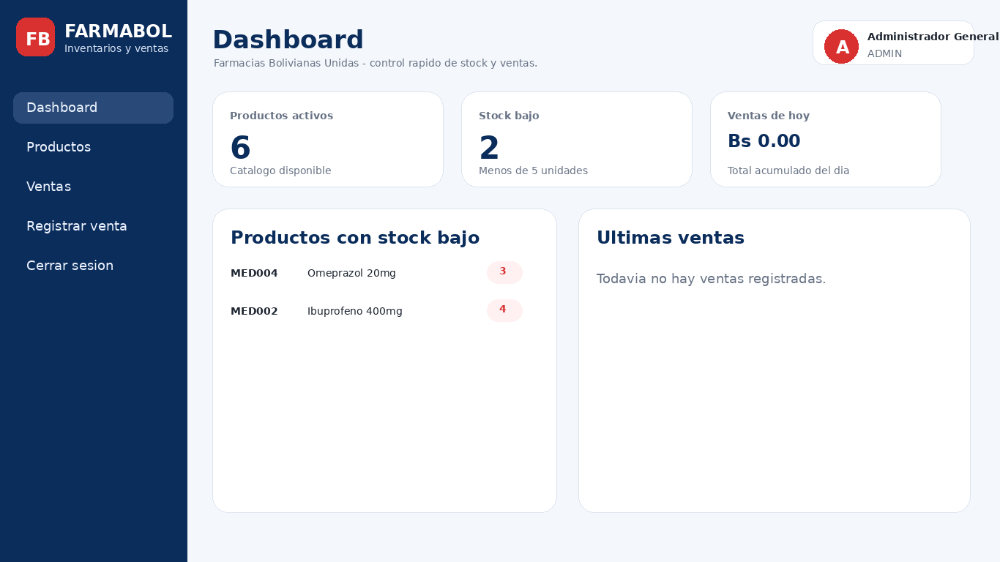 FB
FARMABOL
Inventarios y ventas
Dashboard
Productos
Ventas
Registrar venta
Cerrar sesion
Dashboard
Farmacias Bolivianas Unidas - control rapido de stock y ventas.
A
Administrador General
ADMIN
Productos activos
6
Catalogo disponible
Stock bajo
2
Menos de 5 unidades
Ventas de hoy
Bs 0.00
Total acumulado del dia
Productos con stock bajo
MED004 Omeprazol 20mg 3
MED002 Ibuprofeno 400mg 4
Ultimas ventas
Todavia no hay ventas registradas.